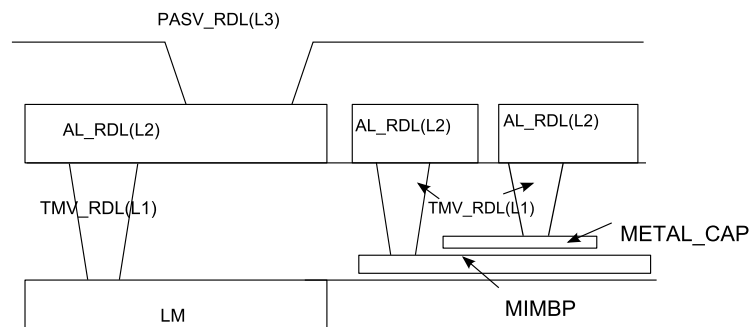 PASV_RDL(L3)
AL_RDL(L2)
AL_RDL(L2)
AL_RDL(L2)
TMV_RDL(L1)
TMV_RDL(L1)
METAL_CAP
MIMBP
LM